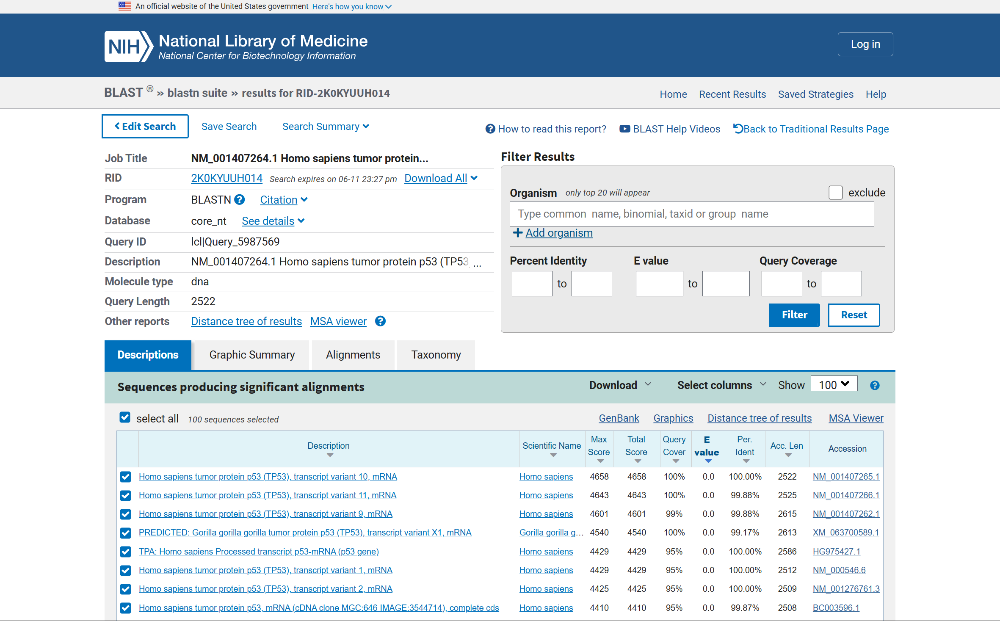 An official website of the United States government Here's how you know
NIH National Library of Medicine
National Center for Biotechnology Information
Log in
BLAST ® » blastn suite » results for RID-2K0KYUUH014
Home Recent Results Saved Strategies Help
Edit Search Save Search Search Summary
How to read this report? BLAST Help Videos Back to Traditional Results Page
Job Title NM_001407264.1 Homo sapiens tumor protein...
RID 2K0KYUUH014 Search expires on 06-11 23:27 pm Download All
Program BLASTN Citation
Database core_nt See details
Query ID lcl|Query_5987569
Description NM_001407264.1 Homo sapiens tumor protein p53 (TP53, ...
Molecule type dna
Query Length 2522
Other reports Distance tree of results MSA viewer
Filter Results
Organism only top 20 will appear exclude
Type common name, binomial, taxid or group name
Add organism
Percent Identity E value Query Coverage
to to to
Filter Reset
Descriptions Graphic Summary Alignments Taxonomy
Sequences producing significant alignments Download Select columns Show 100
select all 100 sequences selected GenBank Graphics Distance tree of results MSA Viewer
Description Scientific Name Max Score Total Score Query Cover E value Per. Ident Acc. Len Accession
Homo sapiens tumor protein p53 (TP53), transcript variant 10, mRNA Homo sapiens 4658 4658 100% 0.0 100.00% 2522 NM_001407265.1
Homo sapiens tumor protein p53 (TP53), transcript variant 11, mRNA Homo sapiens 4643 4643 100% 0.0 99.88% 2525 NM_001407266.1
Homo sapiens tumor protein p53 (TP53), transcript variant 9, mRNA Homo sapiens 4601 4601 99% 0.0 99.88% 2615 NM_001407262.1
PREDICTED: Gorilla gorilla gorilla tumor protein p53 (TP53), transcript variant X1, mRNA Gorilla gorilla g... 4540 4540 100% 0.0 99.17% 2613 XM_063700589.1
TPA: Homo sapiens Processed transcript p53-mRNA (p53 gene) Homo sapiens 4429 4429 95% 0.0 100.00% 2586 HG975427.1
Homo sapiens tumor protein p53 (TP53), transcript variant 1, mRNA Homo sapiens 4429 4429 95% 0.0 100.00% 2512 NM_000546.6
Homo sapiens tumor protein p53 (TP53), transcript variant 2, mRNA Homo sapiens 4425 4425 95% 0.0 100.00% 2509 NM_001276761.3
Homo sapiens tumor protein p53, mRNA (cDNA clone MGC:646 IMAGE:3544714), complete cds Homo sapiens 4410 4410 95% 0.0 99.87% 2508 BC003596.1